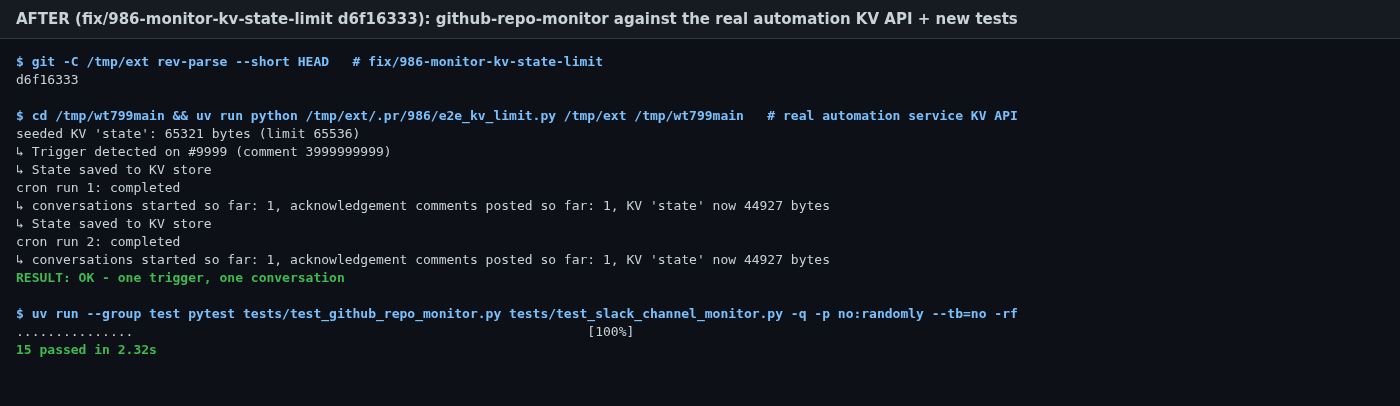 AFTER (fix/986-monitor-kv-state-limit d6f16333): github-repo-monitor against the real automation KV API + new tests
$ git -C /tmp/ext rev-parse --short HEAD   # fix/986-monitor-kv-state-limit
d6f16333
$ cd /tmp/wt799main && uv run python /tmp/ext/.pr/986/e2e_kv_limit.py /tmp/ext /tmp/wt799main   # real automation service KV API
seeded KV 'state': 65321 bytes (limit 65536)
↳ Trigger detected on #9999 (comment 3999999999)
↳ State saved to KV store
cron run 1: completed
↳ conversations started so far: 1, acknowledgement comments posted so far: 1, KV 'state' now 44927 bytes
↳ State saved to KV store
cron run 2: completed
↳ conversations started so far: 1, acknowledgement comments posted so far: 1, KV 'state' now 44927 bytes
RESULT: OK - one trigger, one conversation
$ uv run --group test pytest tests/test_github_repo_monitor.py tests/test_slack_channel_monitor.py -q -p no:randomly --tb=no -rf
............... [100%]
15 passed in 2.32s